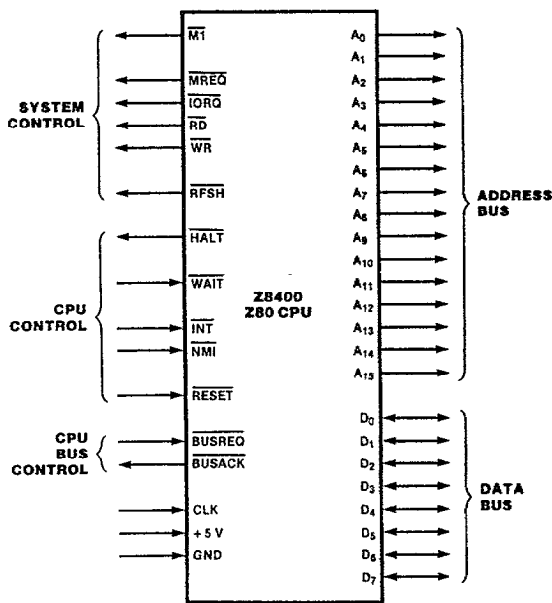 SYSTEM
CONTROL
CPU
CONTROL
CPU
BUS
CONTROL
M1
MREQ
IORQ
RD
WR
RFSH
HALT
WAIT
INT
NMI
RESET
BUSREQ
BUSACK
CLK
+5 V
GND
Z8400
Z80 CPU
A0
A1
A2
A3
A4
A5
A6
A7
A8
A9
A10
A11
A12
A13
A14
A15
D0
D1
D2
D3
D4
D5
D6
D7
ADDRESS
BUS
DATA
BUS